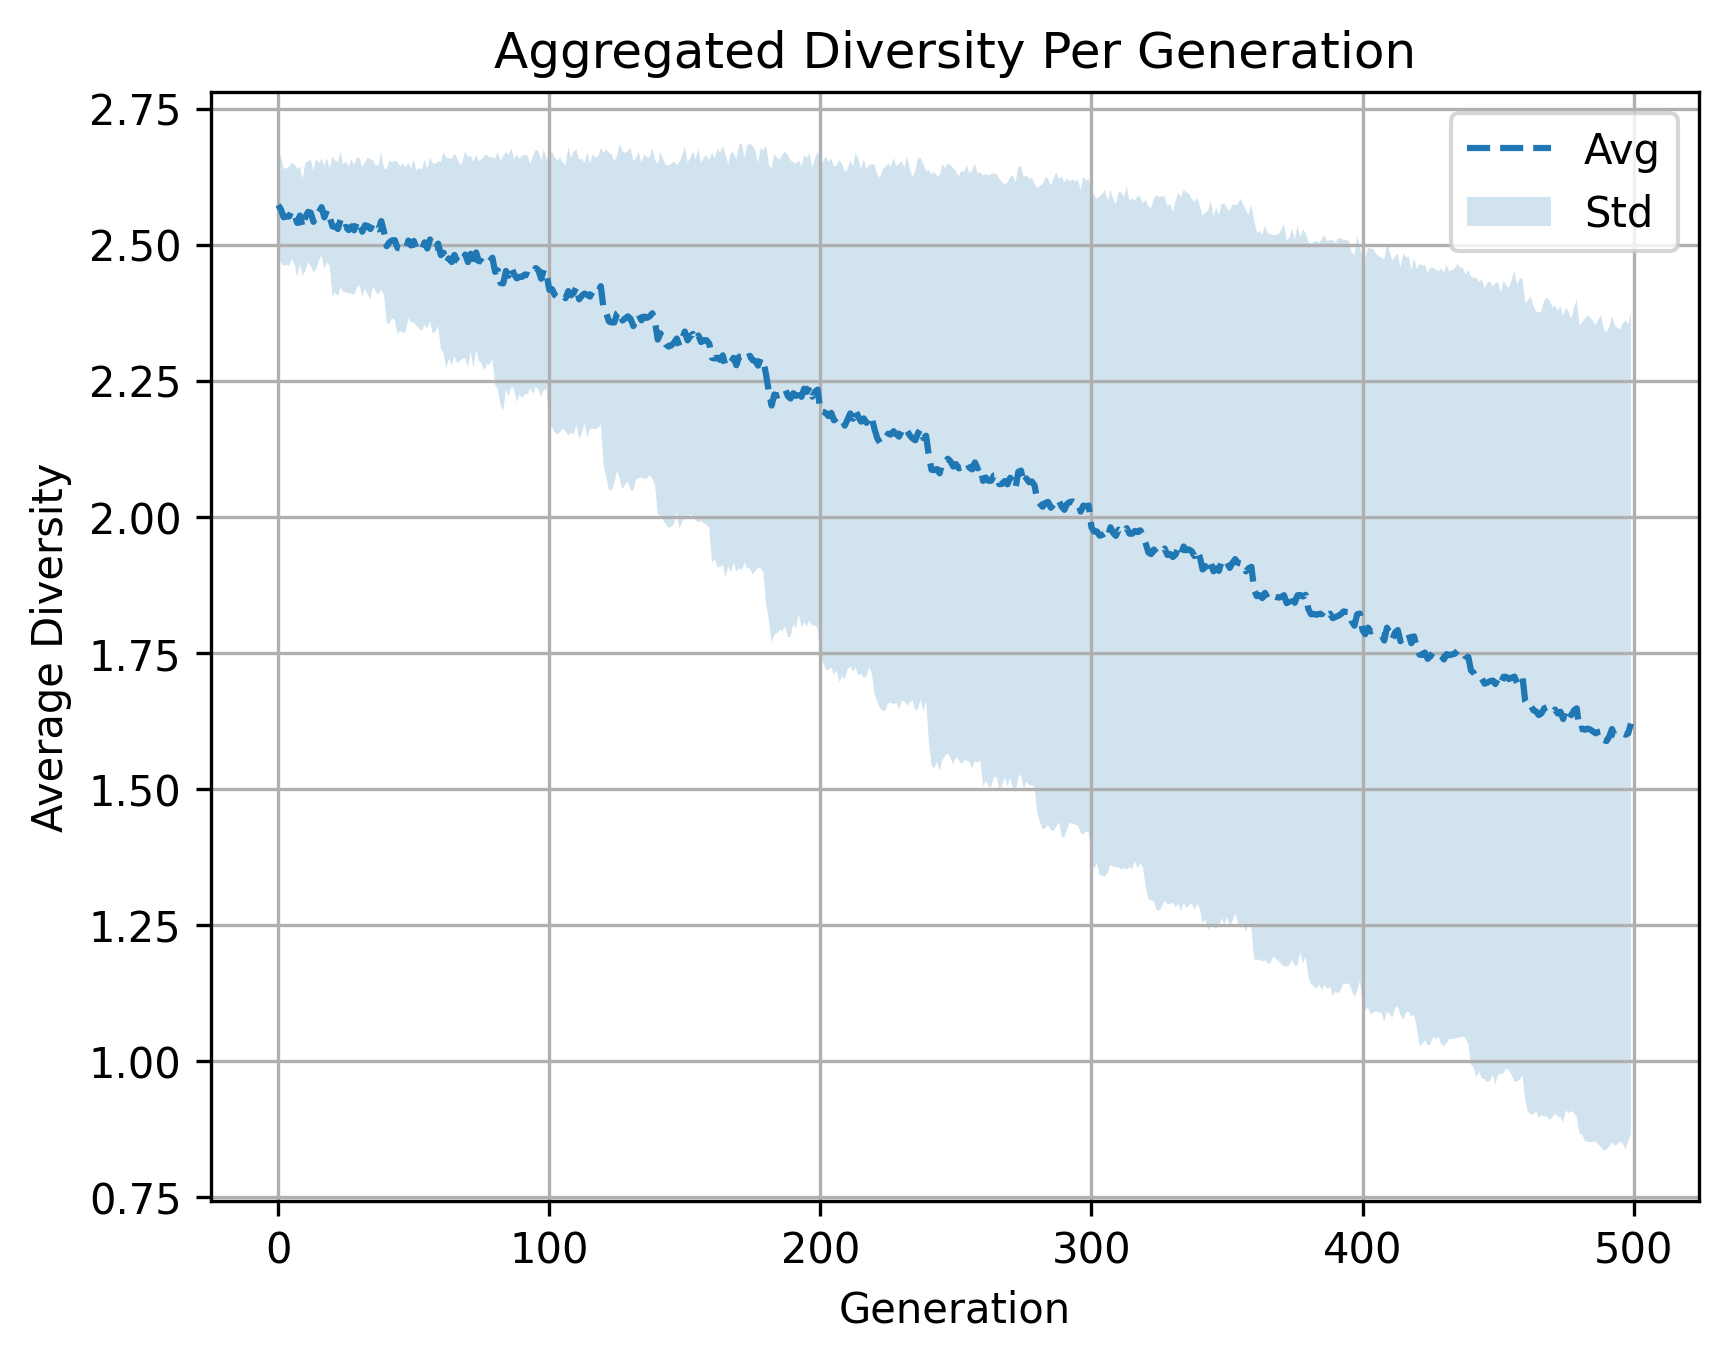 Aggregated Diversity Per Generation
Avg
Std
Average Diversity
2.75
2.50
2.25
2.00
1.75
1.50
1.25
1.00
0.75
0 100 200 300 400 500
Generation